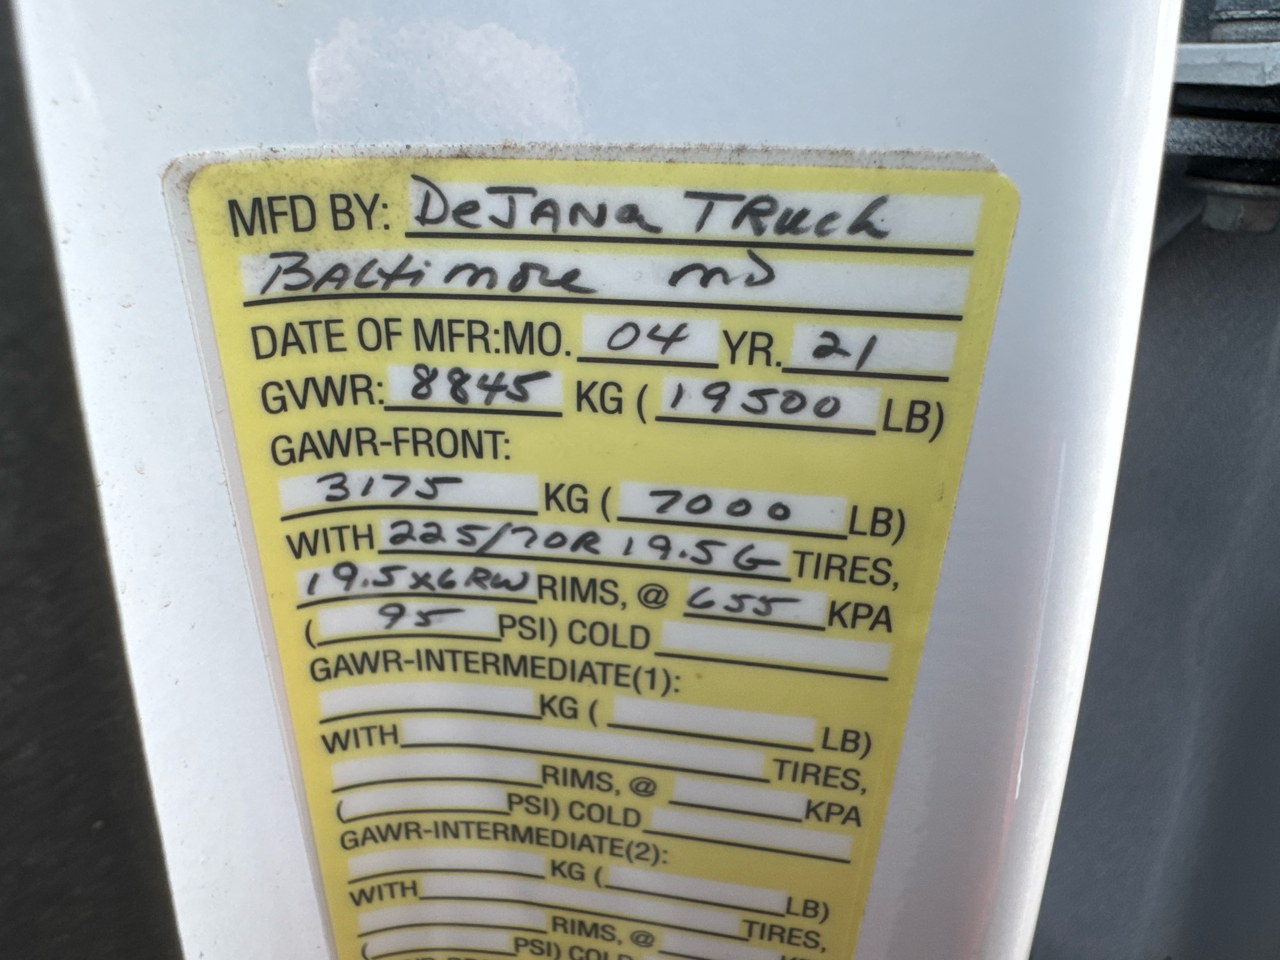 MFD BY: DeJANA TRuck
BALtimore mD
DATE OF MFR:MO. 04 YR. 21
GVWR: 8845 KG ( 19500 LB)
GAWR-FRONT:
3175 KG ( 7000 LB)
WITH 225/70R 19.5G TIRES,
19.5x6RW RIMS, @ 655 KPA
( 95 PSI) COLD
GAWR-INTERMEDIATE(1):
KG ( LB)
WITH TIRES,
RIMS, @ KPA
( PSI) COLD
GAWR-INTERMEDIATE(2):
KG ( LB)
WITH TIRES,
RIMS, @
( PSI) COLD